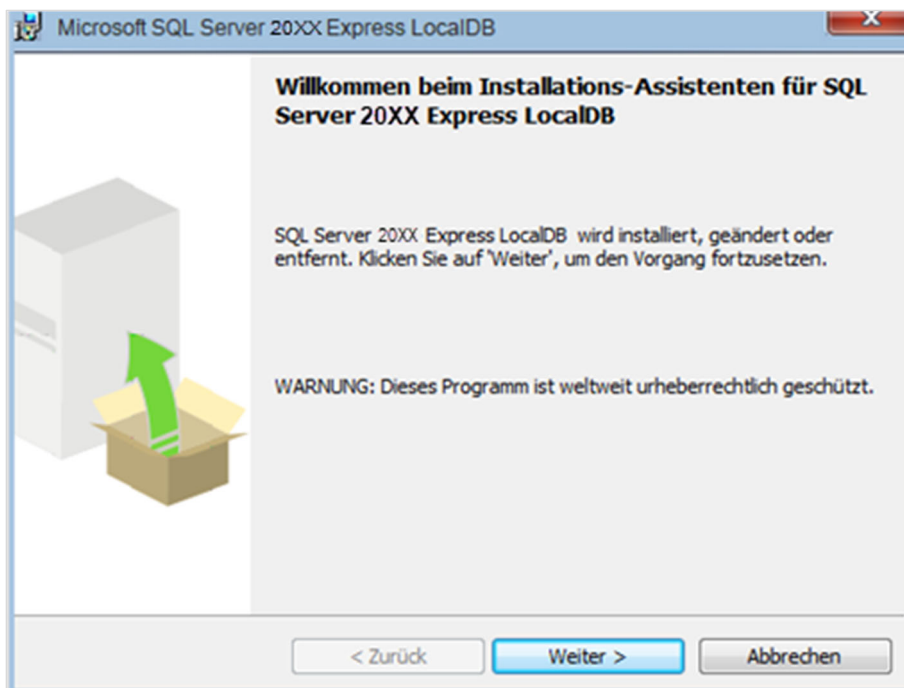 Microsoft SQL Server 20XX Express LocalDB
Willkommen beim Installations-Assistenten für SQL
Server 20XX Express LocalDB
SQL Server 20XX Express LocalDB wird installiert, geändert oder
entfernt. Klicken Sie auf 'Weiter', um den Vorgang fortzusetzen.
WARNUNG: Dieses Programm ist weltweit urheberrechtlich geschützt.
< Zurück
Weiter >
Abbrechen